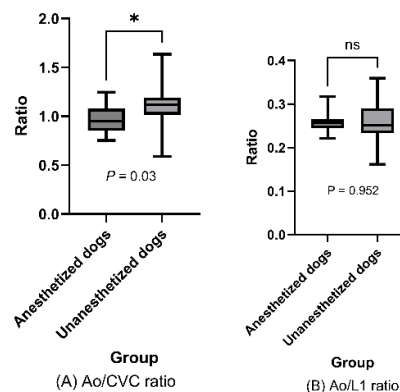 *
2.0
1.5
1.0
0.5
0.0
Ratio
P = 0.03
Anesthetized dogs
Unanesthetized dogs
Group
(A) Ao/CVC ratio
ns
0.4
0.3
0.2
0.1
0.0
Ratio
P = 0.952
Anesthetized dogs
Unanesthetized dogs
Group
(B) Ao/L1 ratio